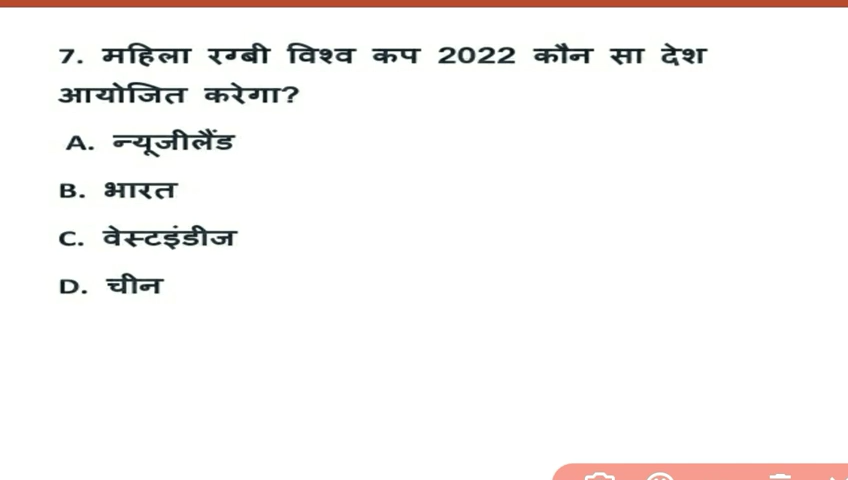 7. महिला रग्बी विश्व कप 2022 कौन सा देश
आयोजित करेगा?
A. न्यूजीलैंड
B. भारत
C. वेस्टइंडीज
D. चीन